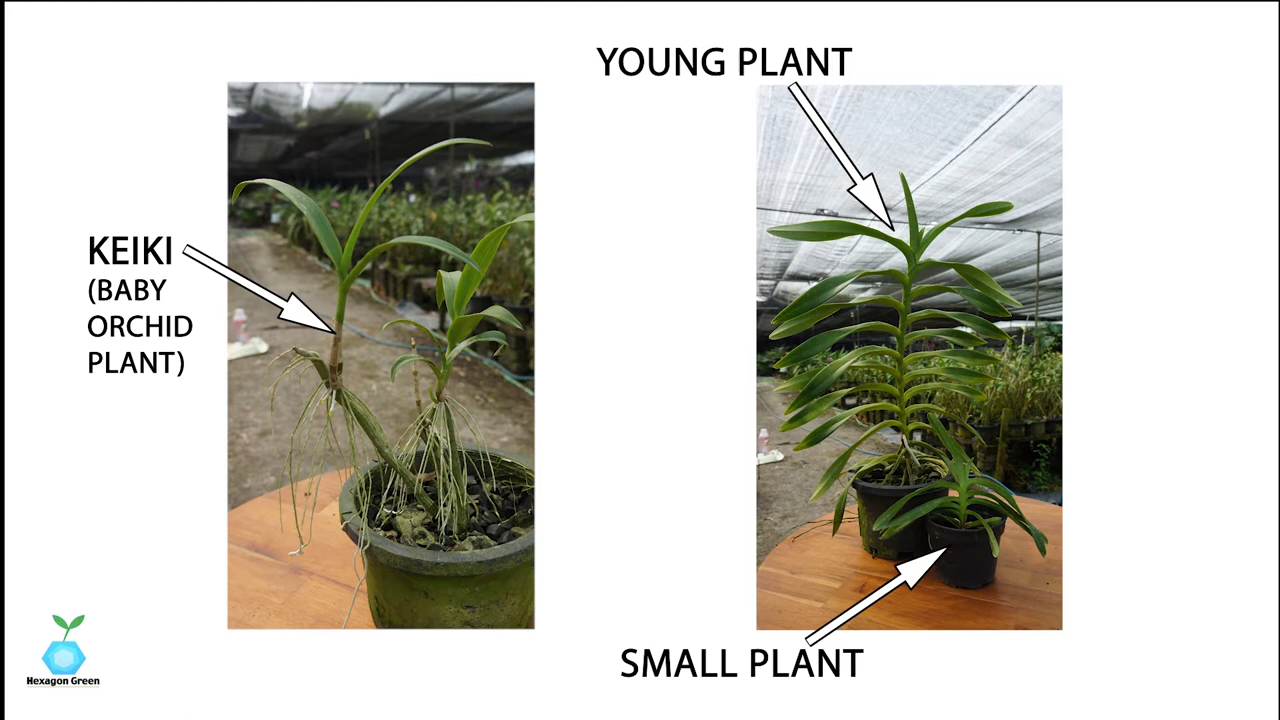 YOUNG PLANT
KEIKI
(BABY
ORCHID
PLANT)
SMALL PLANT
Hexagon Green